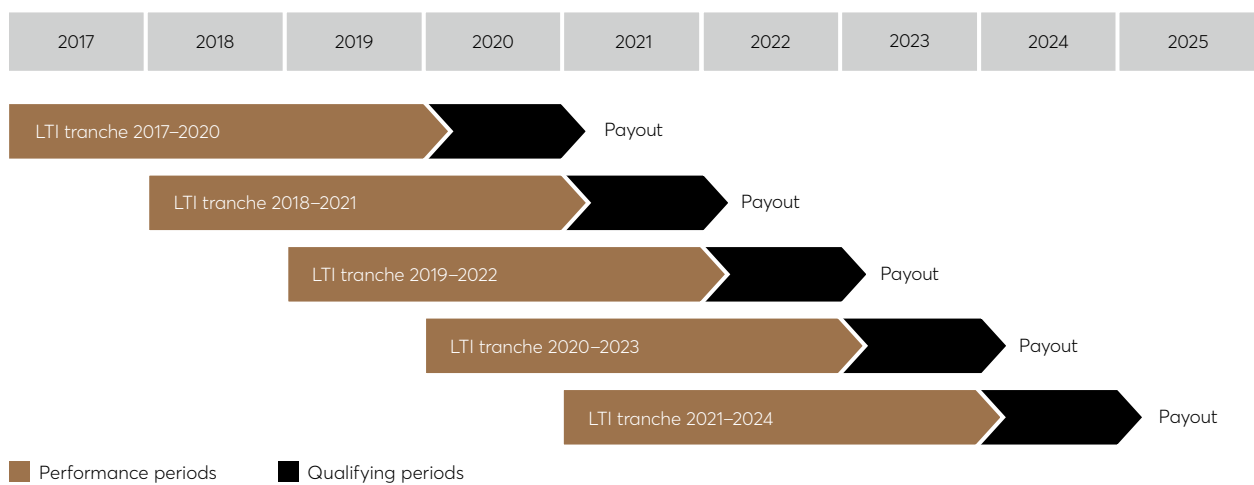 2017 2018 2019 2020 2021 2022 2023 2024 2025
LTI tranche 2017–2020 Payout
LTI tranche 2018–2021 Payout
LTI tranche 2019–2022 Payout
LTI tranche 2020–2023 Payout
LTI tranche 2021–2024 Payout
Performance periods Qualifying periods